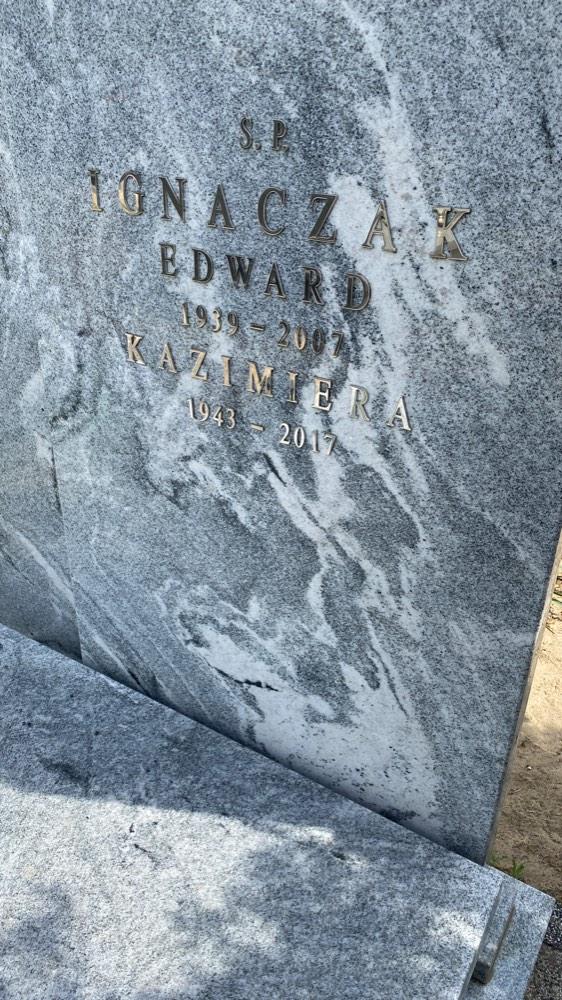 S. P.
IGNACZAK
EDWARD
1939 - 2007
KAZIMIERA
1943 - 2017